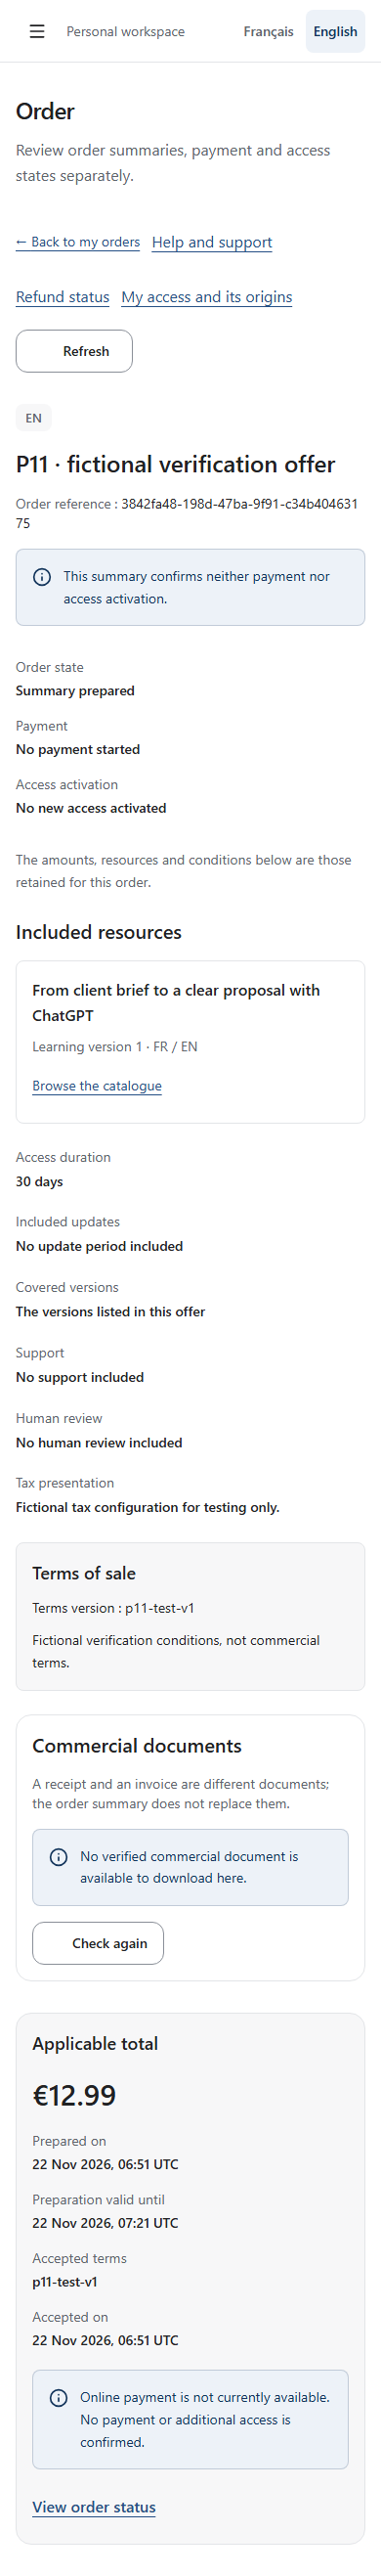 Personal workspace
Français
English
Order
Review order summaries, payment and access
states separately.
← Back to my orders
Help and support
Refund status
My access and its origins
Refresh
EN
P11 · fictional verification offer
Order reference : 3842fa48-198d-47ba-9f91-c34b404631
75
This summary confirms neither payment nor
access activation.
Order state
Summary prepared
Payment
No payment started
Access activation
No new access activated
The amounts, resources and conditions below are those
retained for this order.
Included resources
From client brief to a clear proposal with
ChatGPT
Learning version 1 · FR / EN
Browse the catalogue
Access duration
30 days
Included updates
No update period included
Covered versions
The versions listed in this offer
Support
No support included
Human review
No human review included
Tax presentation
Fictional tax configuration for testing only.
Terms of sale
Terms version : p11-test-v1
Fictional verification conditions, not commercial
terms.
Commercial documents
A receipt and an invoice are different documents;
the order summary does not replace them.
No verified commercial document is
available to download here.
Check again
Applicable total
€12.99
Prepared on
22 Nov 2026, 06:51 UTC
Preparation valid until
22 Nov 2026, 07:21 UTC
Accepted terms
p11-test-v1
Accepted on
22 Nov 2026, 06:51 UTC
Online payment is not currently available.
No payment or additional access is
confirmed.
View order status